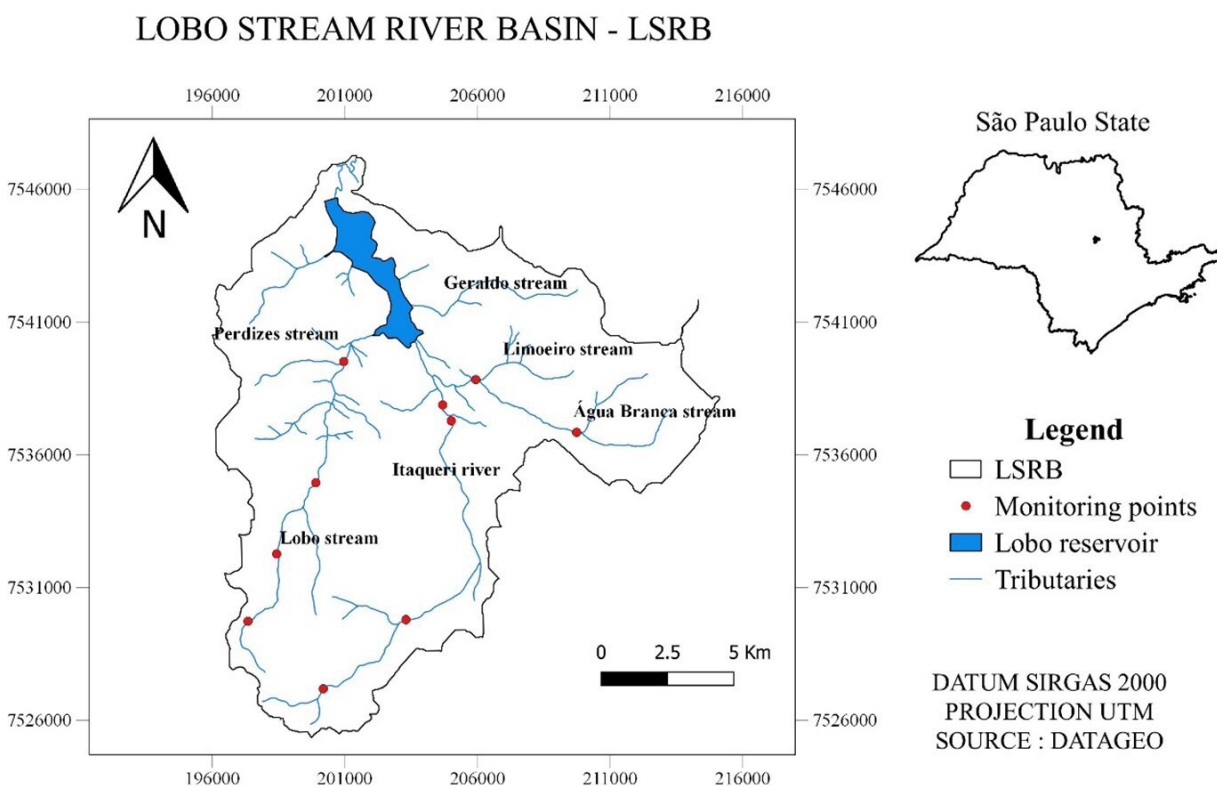 LOBO STREAM RIVER BASIN - LSRB
196000 201000 206000 211000 216000
São Paulo State
7546000 7546000
N
Geraldo stream
7541000 7541000
Perdizes stream
Limoeiro stream
Água Branca stream
Legend
7536000 7536000
Itaqueri river
LSRB
Monitoring points
Lobo stream
Lobo reservoir
7531000 7531000
Tributaries
0 2.5 5 Km
DATUM SIRGAS 2000
PROJECTION UTM
SOURCE : DATAGEO
7526000 7526000
196000 201000 206000 211000 216000